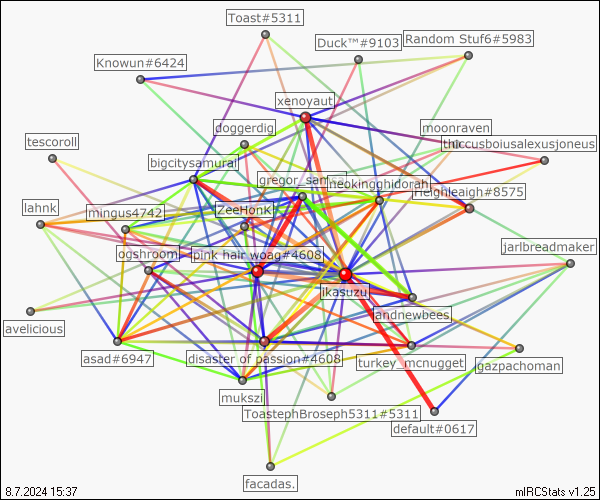 Toast#5311
Random Stuf6#5983
Duck™#9103
Knowun#6424
xenoyaut
doggerdig
moonraven
tescoroll
thiccusboiusalexusjoneus
bigcitysamurai
gregor_sam
neokingghidorah
heighleaigh#8575
lahnk
mingus4742
ZeeHonk
ogshroom
pink hair woag#4608
jarlbreadmaker
ikasuzu
andnewbees
avelicious
asad#6947
disaster of passion#4608
turkey_mcnugget
gazpachoman
mukszi
ToastephBroseph5311#5311
default#0617
facadas.
8.7.2024 15:37
mIRCStats v1.25